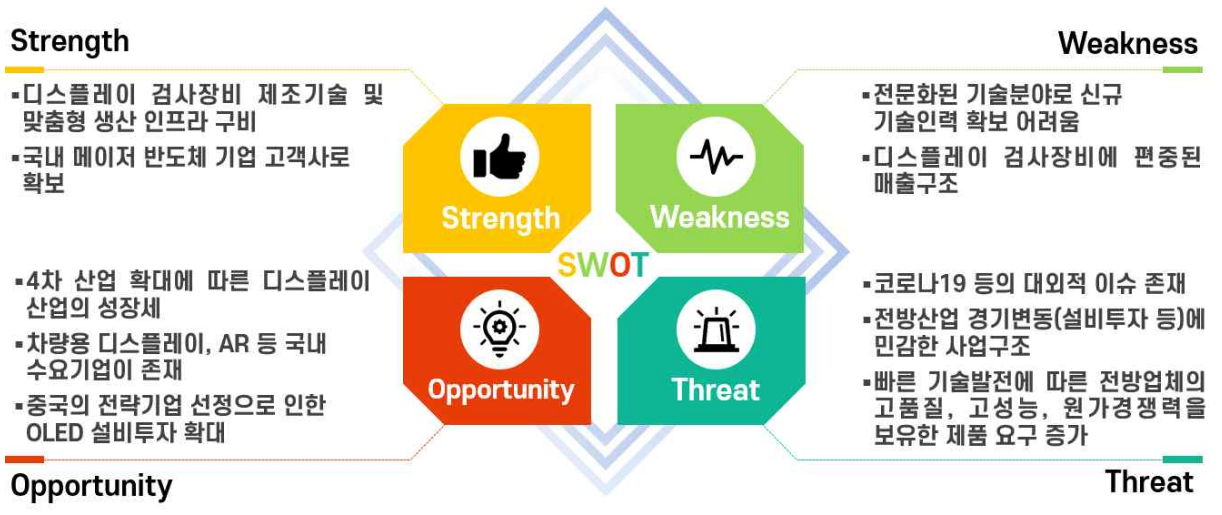 Strength
▪디스플레이 검사장비 제조기술 및
맞춤형 생산 인프라 구비
▪국내 메이저 반도체 기업 고객사로
확보
Weakness
▪전문화된 기술분야로 신규
기술인력 확보 어려움
▪디스플레이 검사장비에 편중된
매출구조
Strength
Weakness
SWOT
Opportunity
Threat
▪4차 산업 확대에 따른 디스플레이
산업의 성장세
▪차량용 디스플레이, AR 등 국내
수요기업이 존재
▪중국의 전략기업 선정으로 인한
OLED 설비투자 확대
Opportunity
▪코로나19 등의 대외적 이슈 존재
▪전방산업 경기변동(설비투자 등)에
민감한 사업구조
▪빠른 기술발전에 따른 전방업체의
고품질, 고성능, 원가경쟁력을
보유한 제품 요구 증가
Threat